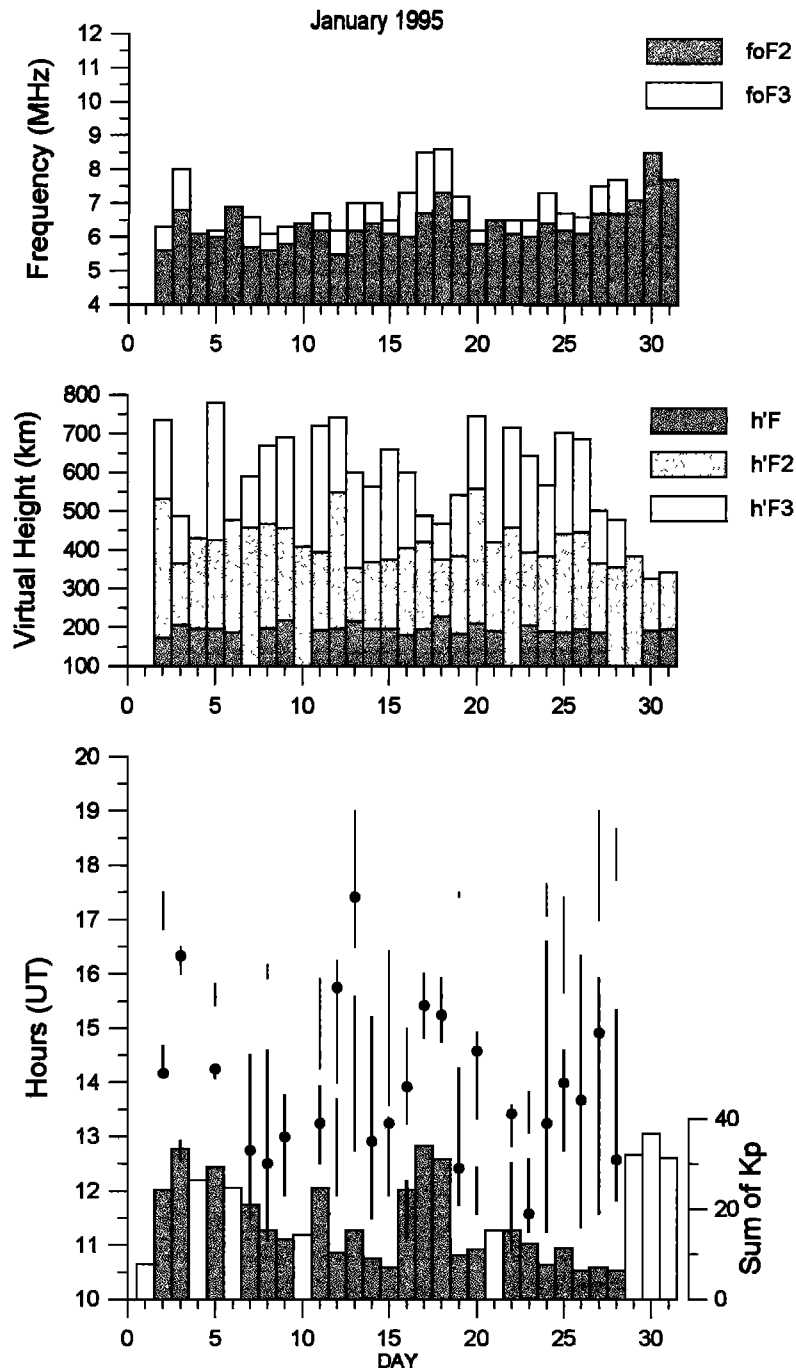 January 1995
Frequency (MHz)
12
11
10
9
8
7
6
5
4
foF2
foF3
0 5 10 15 20 25 30
Virtual Height (km)
800
700
600
500
400
300
200
100
h'F
h'F2
h'F3
0 5 10 15 20 25 30
Hours (UT)
20
19
18
17
16
15
14
13
12
11
10
40
20
0
Sum of Kp
0 5 10 15 20 25 30
DAY